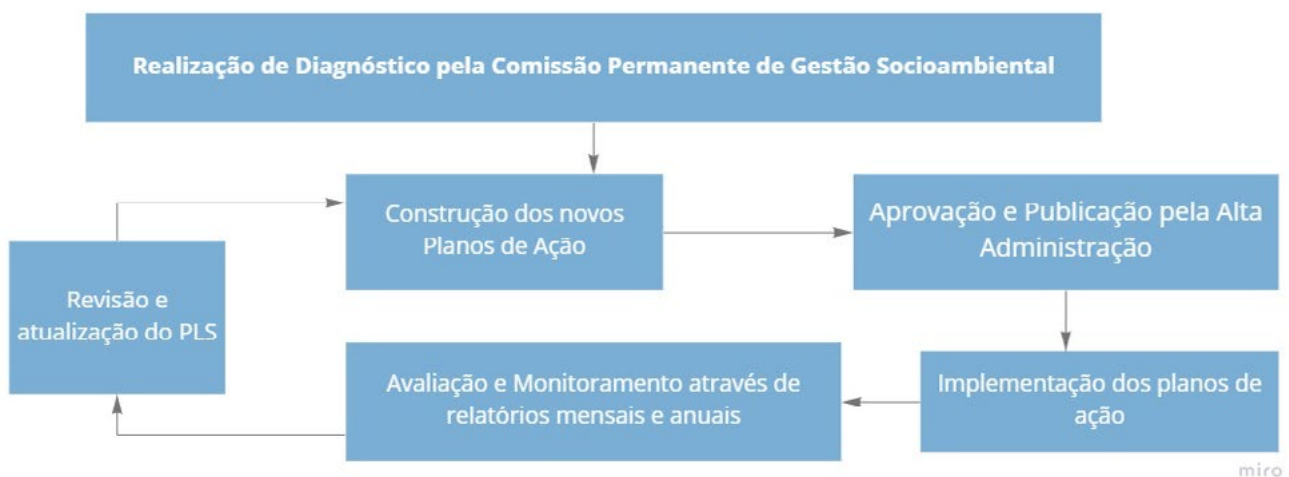 Realização de Diagnóstico pela Comissão Permanente de Gestão Socioambiental
Construção dos novos
Planos de Ação
Aprovação e Publicação pela Alta
Administração
Revisão e
atualização do PLS
Avaliação e Monitoramento através de
relatórios mensais e anuais
Implementação dos planos de
ação
miro